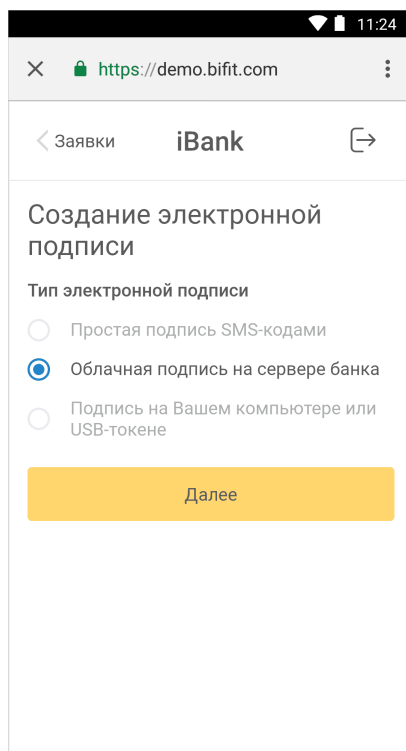 11:24
https://demo.bifit.com
Заявки
iBank
Создание электронной
подписи
Тип электронной подписи
Простая подпись SMS-кодами
Облачная подпись на сервере банка
Подпись на Вашем компьютере или
USB-токене
Далее